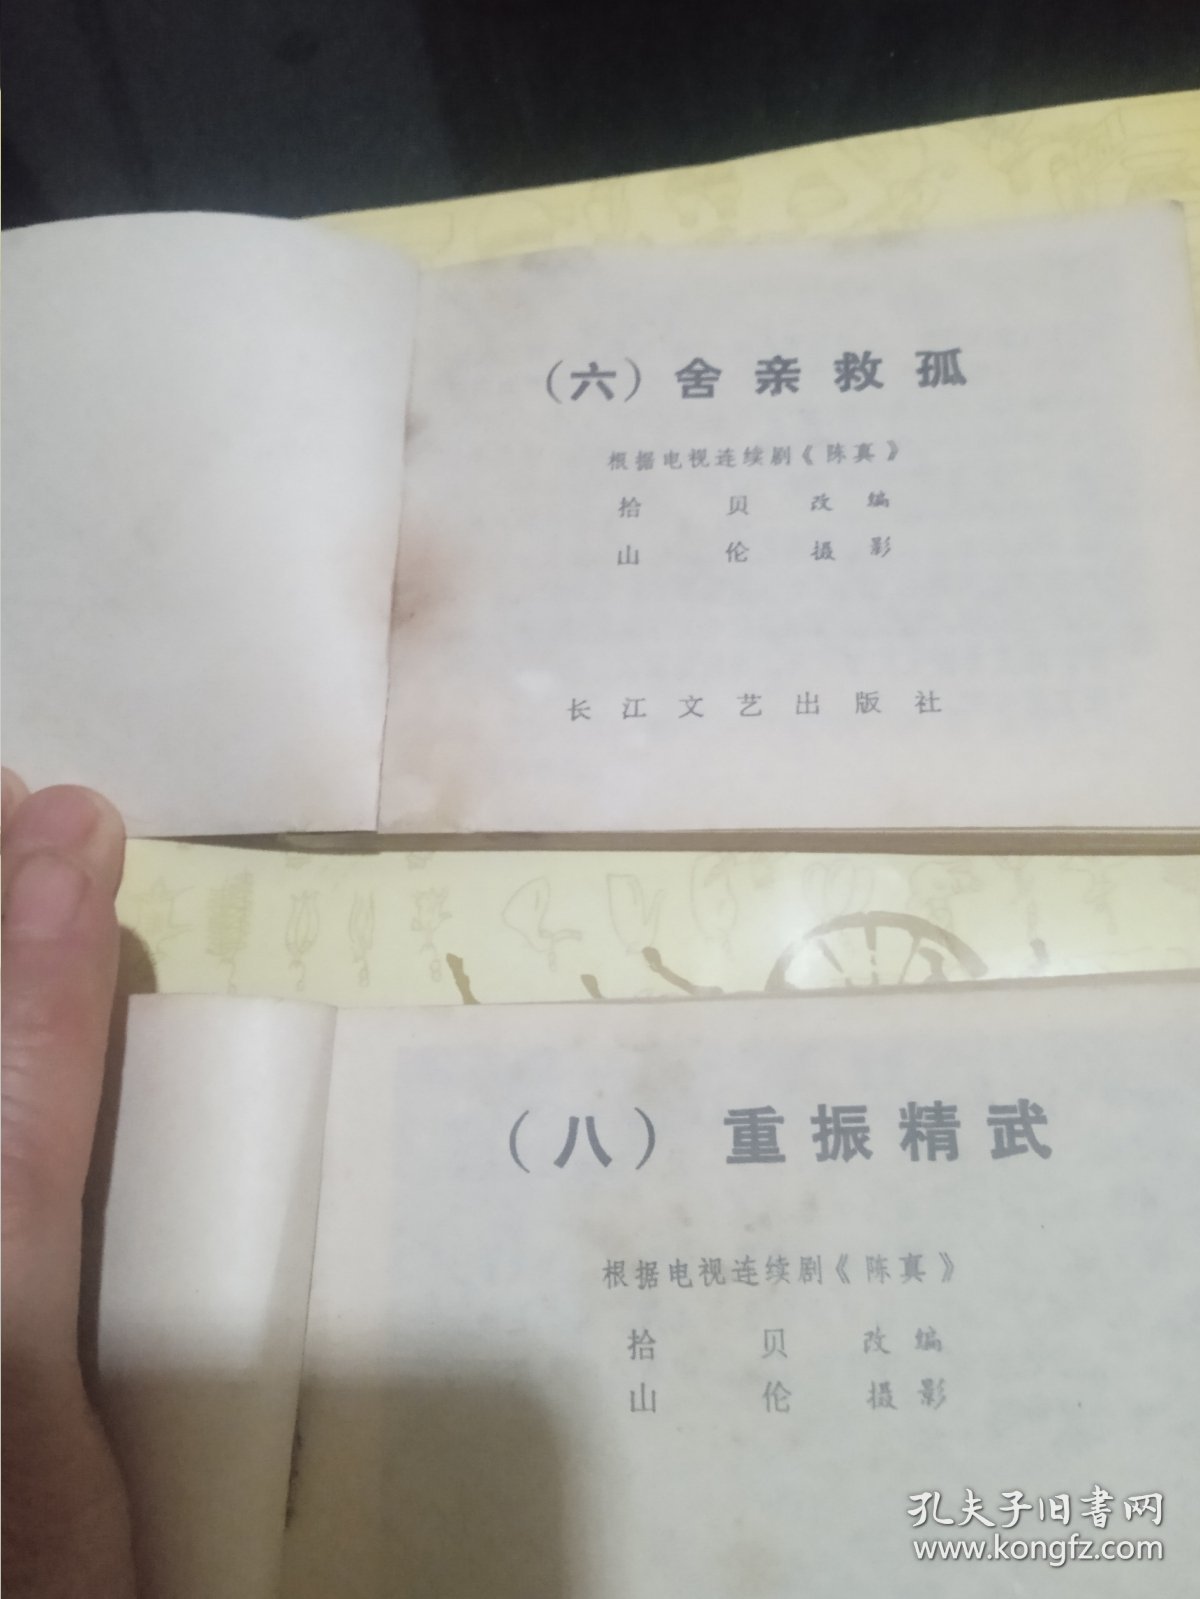 （六）舍亲救孤
根据电视连续剧《陈真》
拾贝改编
山伦摄影
长江文艺出版社
（八）重振精武
根据电视连续剧《陈真》
拾贝改编
山伦摄影
孔夫子旧书网
www.kongfz.com